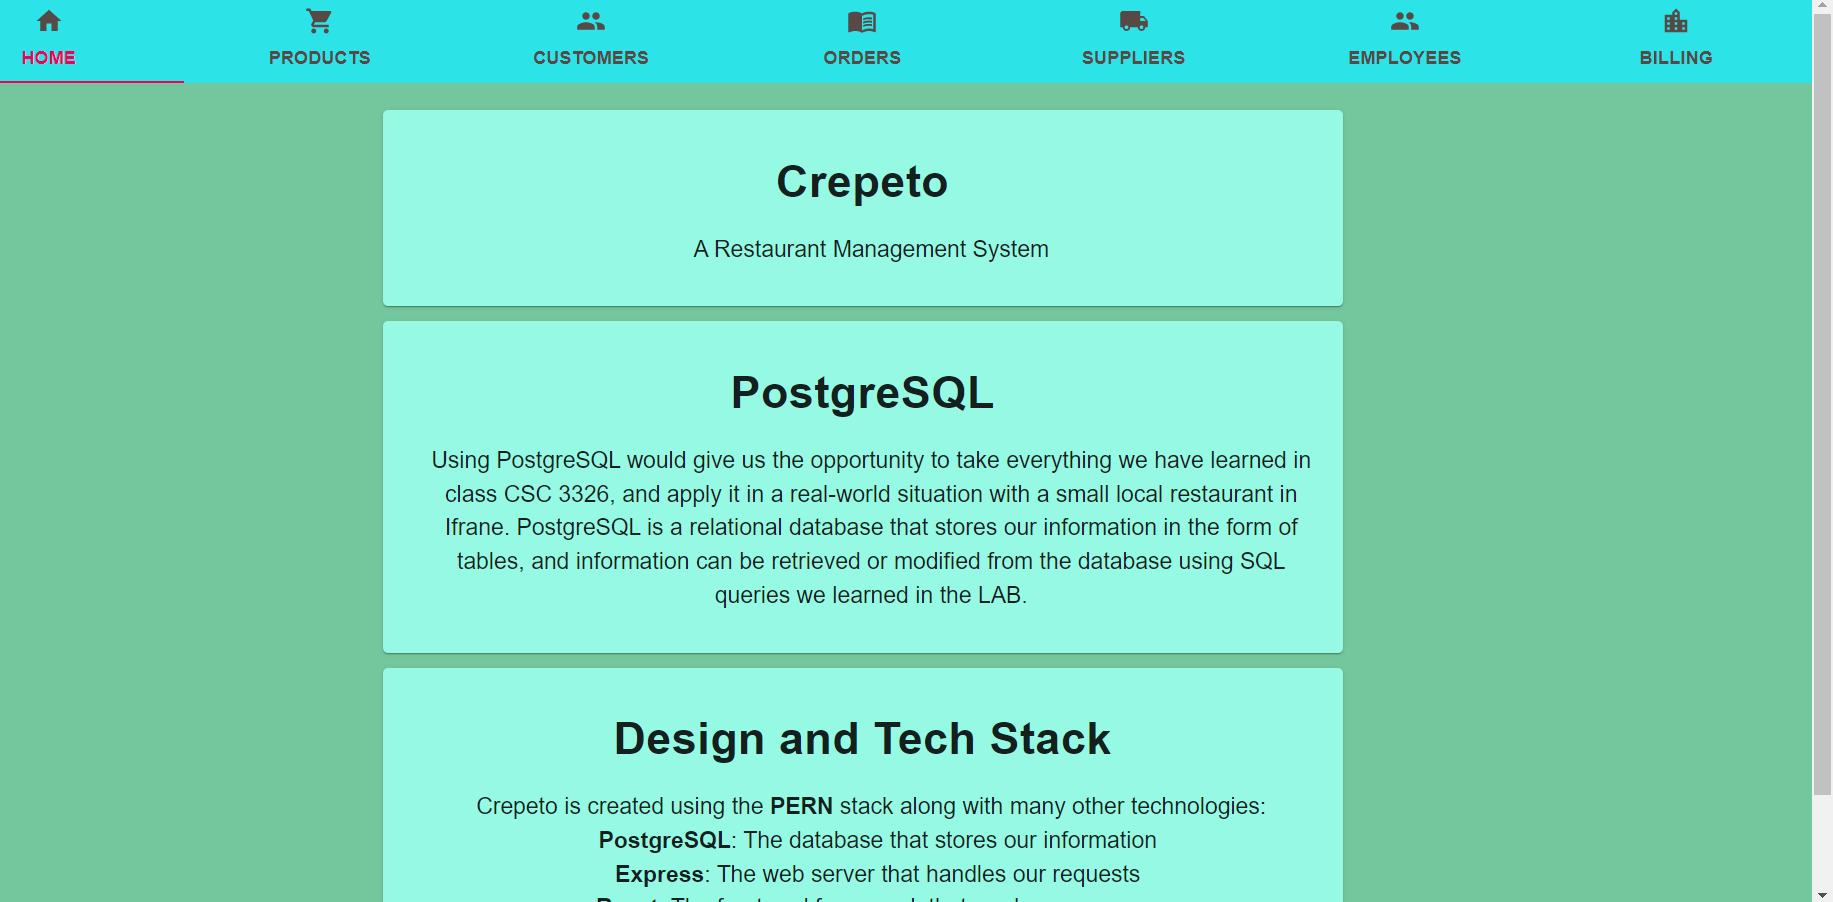 HOME
PRODUCTS
CUSTOMERS
ORDERS
SUPPLIERS
EMPLOYEES
BILLING
Crepeto
A Restaurant Management System
PostgreSQL
Using PostgreSQL would give us the opportunity to take everything we have learned in
class CSC 3326, and apply it in a real-world situation with a small local restaurant in
Ifrane. PostgreSQL is a relational database that stores our information in the form of
tables, and information can be retrieved or modified from the database using SQL
queries we learned in the LAB.
Design and Tech Stack
Crepeto is created using the PERN stack along with many other technologies:
PostgreSQL: The database that stores our information
Express: The web server that handles our requests